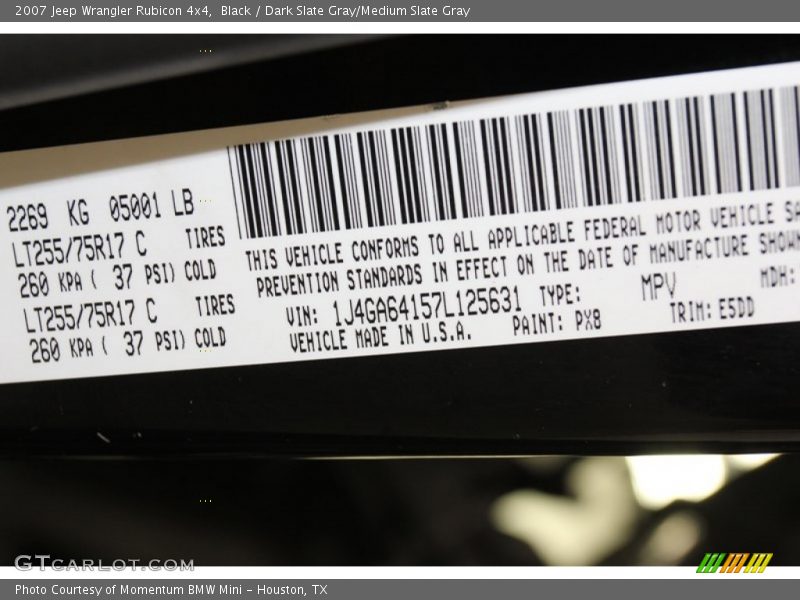 2007 Jeep Wrangler Rubicon 4x4, Black / Dark Slate Gray/Medium Slate Gray
2269 KG 05001 LB
LT255/75R17 C TIRES
260 KPA ( 37 PSI) COLD
LT255/75R17 C TIRES
260 KPA ( 37 PSI) COLD
THIS VEHICLE CONFORMS TO ALL APPLICABLE FEDERAL MOTOR VEHICLE SA
PREVENTION STANDARDS IN EFFECT ON THE DATE OF MANUFACTURE SHOWN
VIN: 1J4GA64157L125631 TYPE: MPV MDH:
VEHICLE MADE IN U.S.A. PAINT: PX8 TRIM: E5DD
GTCARLOT.COM
Photo Courtesy of Momentum BMW Mini - Houston, TX